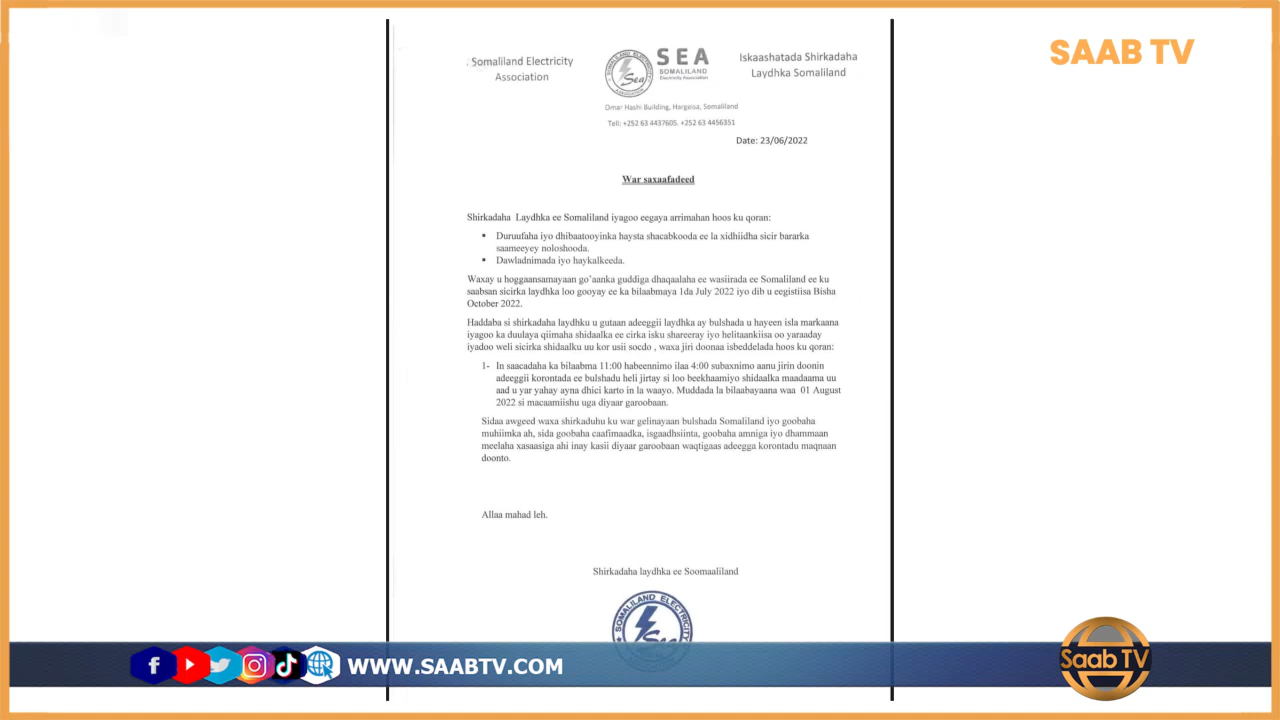 SAAB TV
. Somaliland Electricity
Association
SOMALILAND ELECTRICITY
Sea
ASSOCIATION
SEA
SOMALILAND
Electricity Association
Iskaashatada Shirkadaha
Laydhka Somaliland
Omar Hashi Building, Hargeisa, Somaliland
Tell: +252 63 4437605. +252 63 4456351
Date: 23/06/2022
War saxaafadeed
Shirkadaha Laydhka ee Somaliland iyagoo eegaya arrimahan hoos ku qoran:
▪ Duruufaha iyo dhibaatooyinka haysta shacabkooda ee la xidhiidha sicir bararka
saameeyey noloshooda.
▪ Dawladnimada iyo haykalkeeda.
Waxay u hoggaansamayaan go'aanka guddiga dhaqaalaha ee wasiirada ee Somaliland ee ku
saabsan sicirka laydhka loo gooyay ee ka bilaabmaya 1da July 2022 iyo dib u eegistiisa Bisha
October 2022.
Haddaba si shirkadaha laydhku u gutaan adeeggii laydhka ay bulshada u hayeen isla markaana
iyagoo ka duulaya qiimaha shidaalka ee cirka isku shareeray iyo helitaankiisa oo yaraaday
iyadoo weli sicirka shidaalku uu kor usii socdo , waxa jiri doonaa isbeddelada hoos ku qoran:
1- In saacadaha ka bilaabma 11:00 habeennimo ilaa 4:00 subaxnimo aanu jirin doonin
adeeggii korontada ee bulshadu heli jirtay si loo beekhaamiyo shidaalka maadaama uu
aad u yar yahay ayna dhici karto in la waayo. Muddada la bilaabayaana waa 01 August
2022 si macaamiishu uga diyaar garoobaan.
Sidaa awgeed waxa shirkaduhu ku war gelinayaan bulshada Somaliland iyo goobaha
muhiimka ah, sida goobaha caafimaadka, isgaadhsiinta, goobaha amniga iyo dhammaan
meelaha xasaasiga ahi inay kasii diyaar garoobaan waqtigaas adeegga korontadu maqnaan
doonto.
Allaa mahad leh.
Shirkadaha laydhka ee Soomaaliland
SOMALILAND ELECTRICITY
Sea
WWW.SAABTV.COM
Saab TV